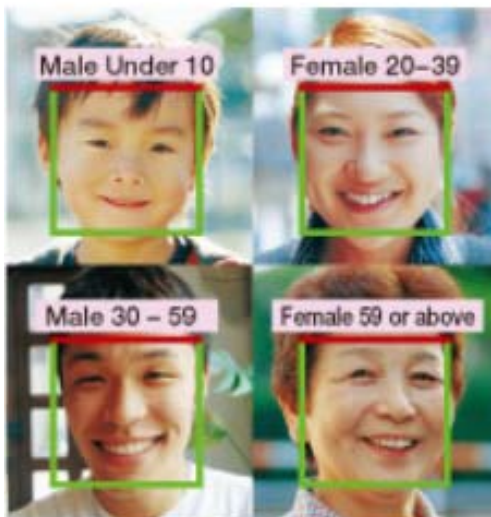 Male Under 10
Female 20–39
Male 30 – 59
Female 59 or above